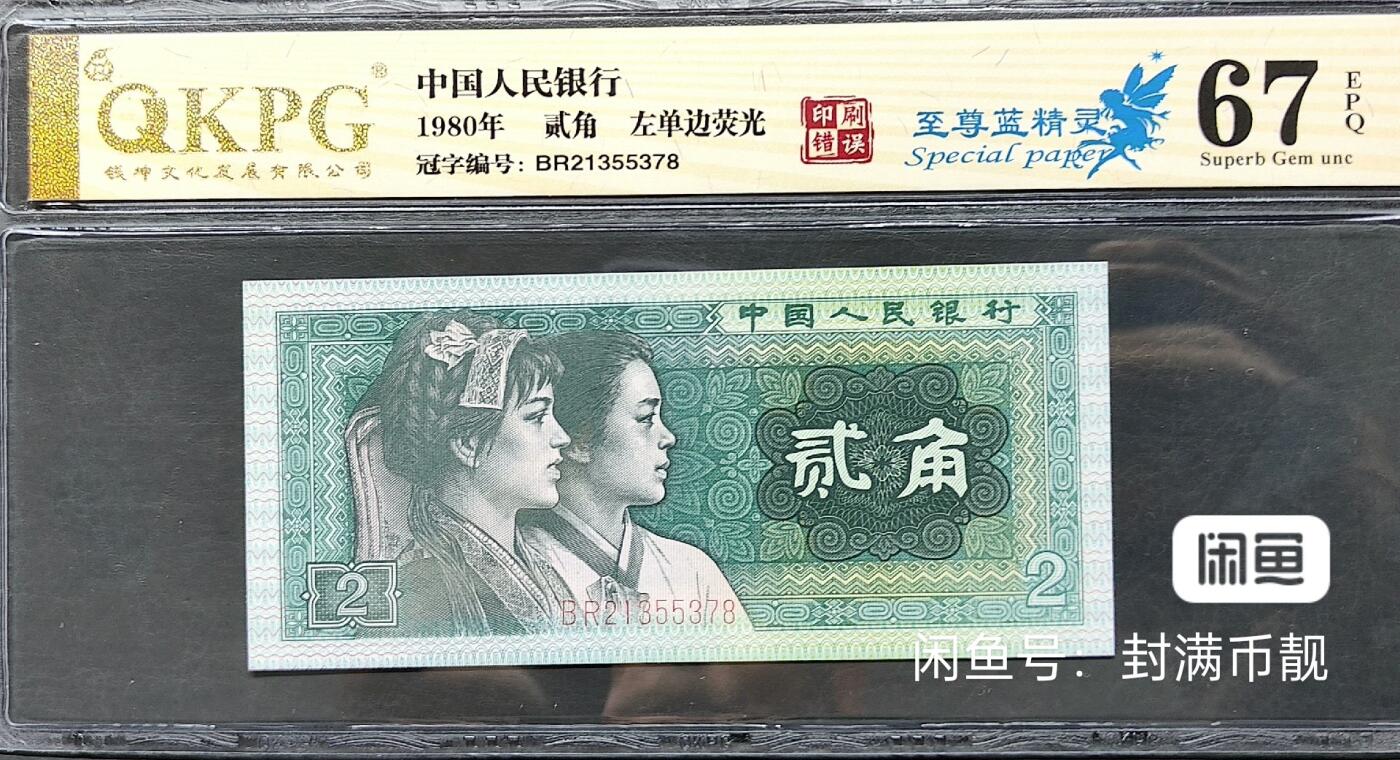 QKPG®
钱坤文化发展有限公司
中国人民银行
1980年 贰角 左单边荧光
冠字编号: BR21355378
印刷
错误
至尊蓝精灵
Special paper
67
EPQ
Superb Gem unc
中国人民银行
贰角
2
2
BR21355378
闲鱼
闲鱼号：封满币靓